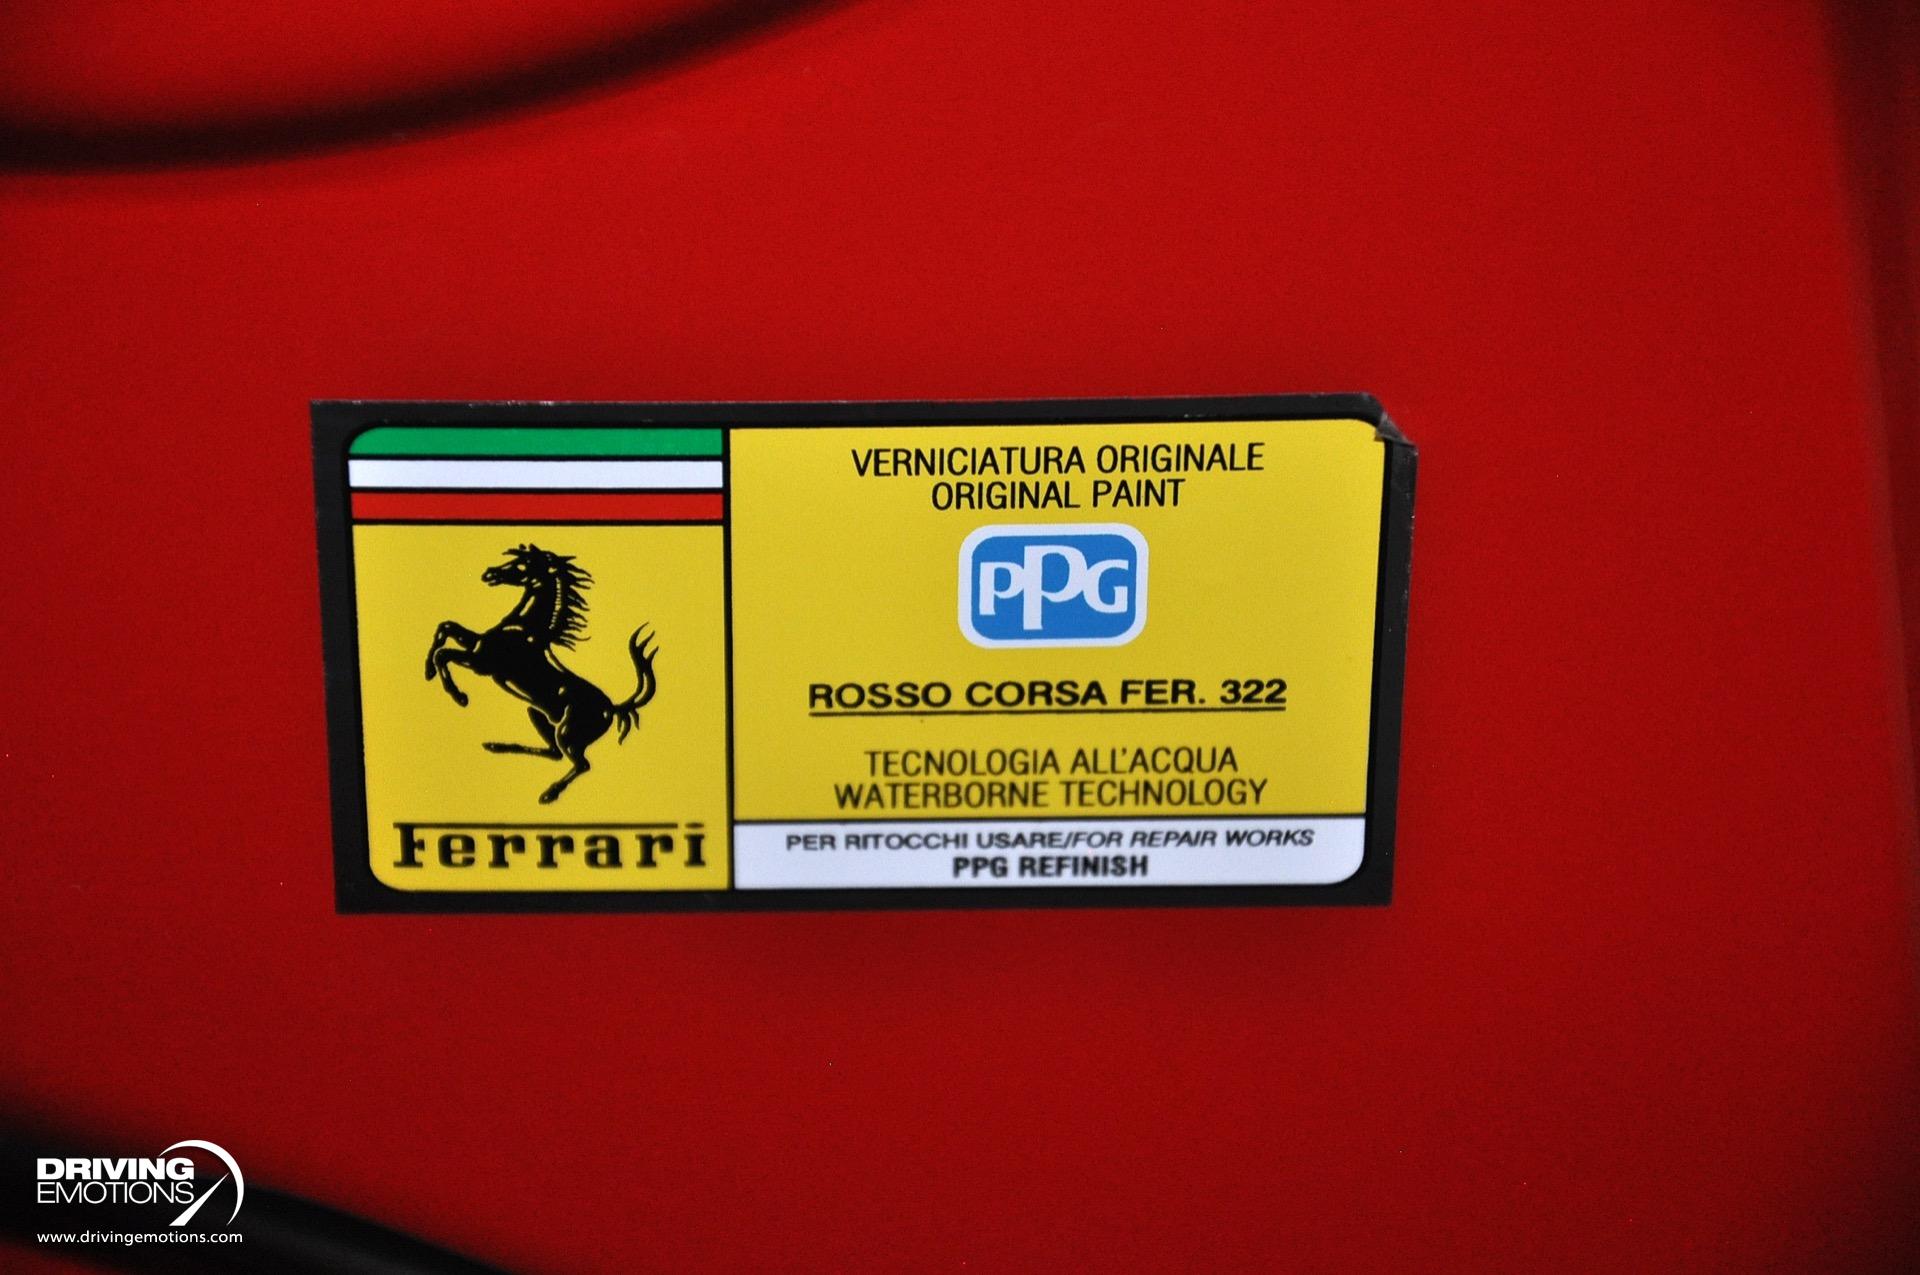 VERNICIATURA ORIGINALE
ORIGINAL PAINT
PPG
ROSSO CORSA FER. 322
TECNOLOGIA ALL'ACQUA
WATERBORNE TECHNOLOGY
PER RITOCCHI USARE/FOR REPAIR WORKS
PPG REFINISH
Ferrari
DRIVING
EMOTIONS
www.drivingemotions.com